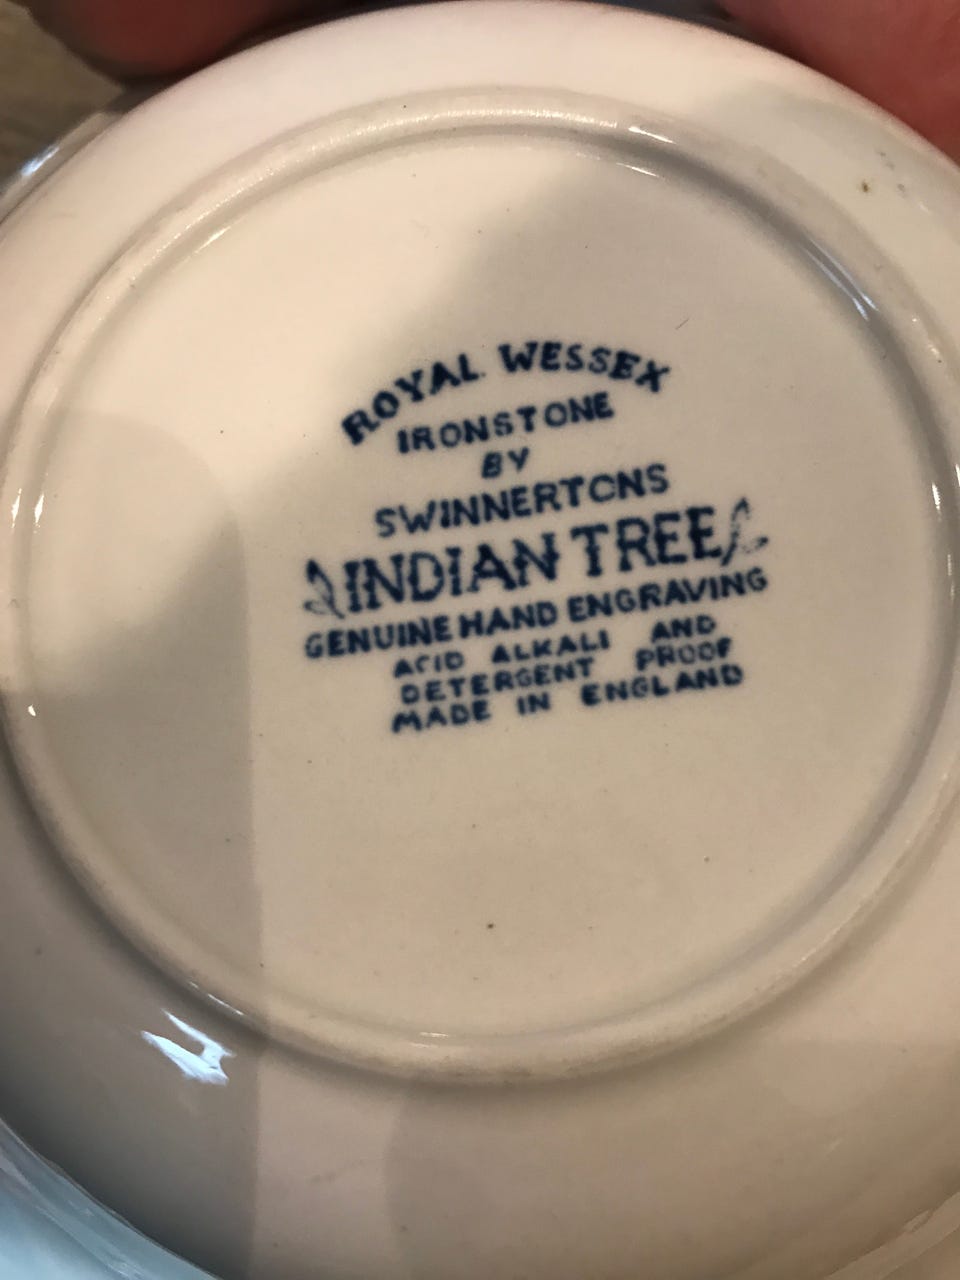 ROYAL WESSEX
IRONSTONE
BY
SWINNERTONS
INDIAN TREE
GENUINE HAND ENGRAVING
ACID ALKALI AND
DETERGENT PROOF
MADE IN ENGLAND